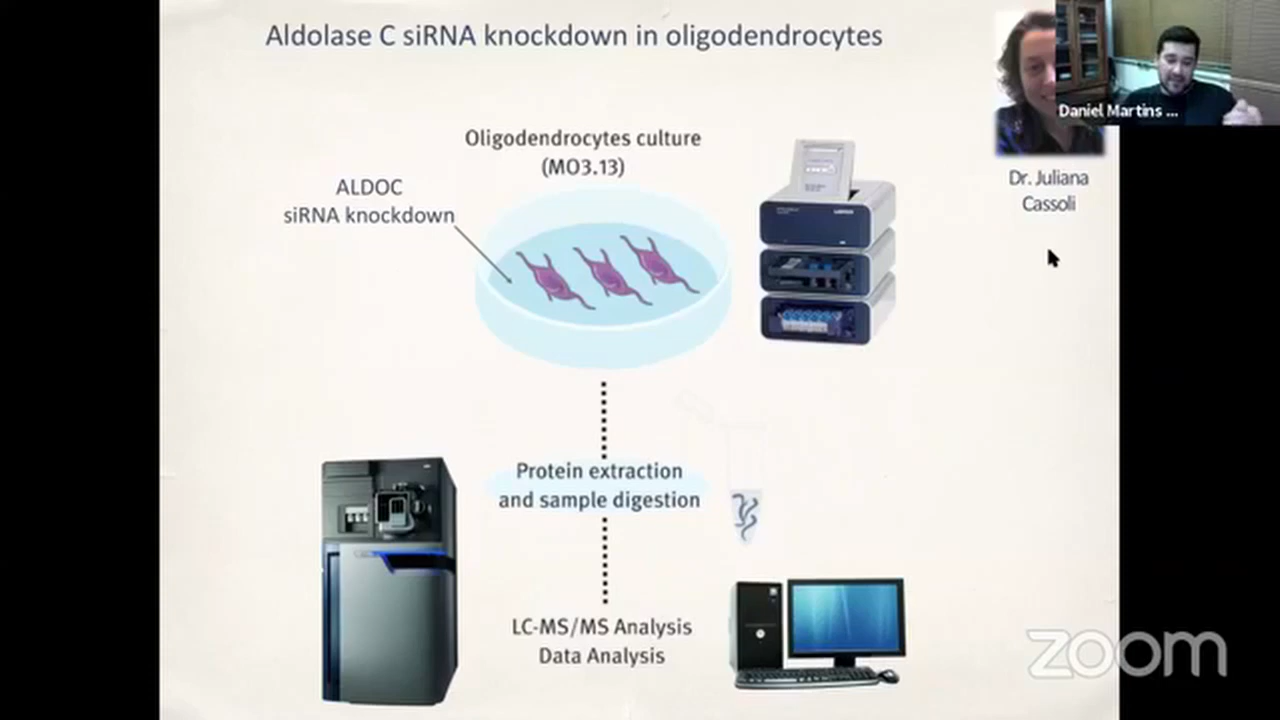 Aldolase C siRNA knockdown in oligodendrocytes
Daniel Martins ...
Dr. Juliana
Cassoli
Oligodendrocytes culture
(MO3.13)
ALDOC
siRNA knockdown
Protein extraction
and sample digestion
LC-MS/MS Analysis
Data Analysis
zoom